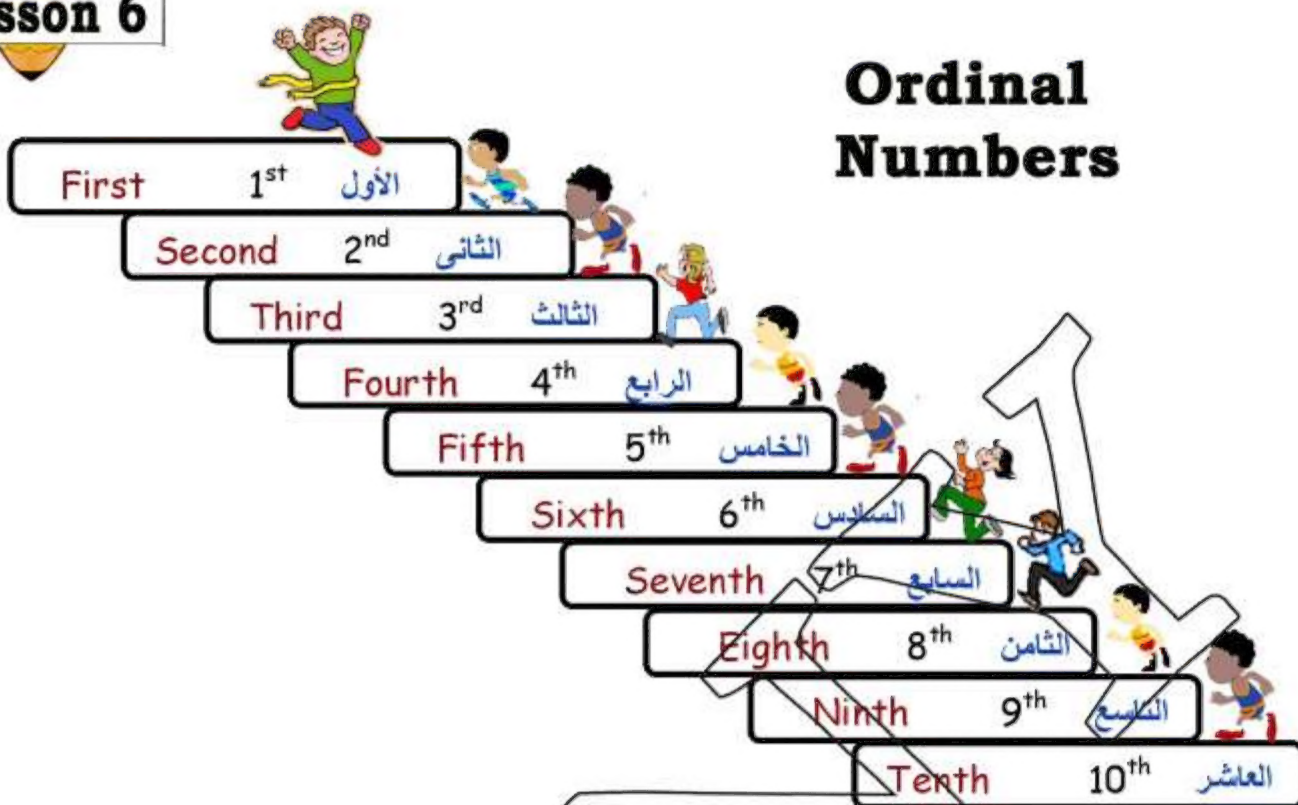 sson 6
Ordinal
Numbers
First 1st الأول
Second 2nd الثانى
Third 3rd الثالث
Fourth 4th الرابع
Fifth 5th الخامس
Sixth 6th السادس
Seventh 7th السابع
Eighth 8th الثامن
Ninth 9th التاسع
Tenth 10th العاشر